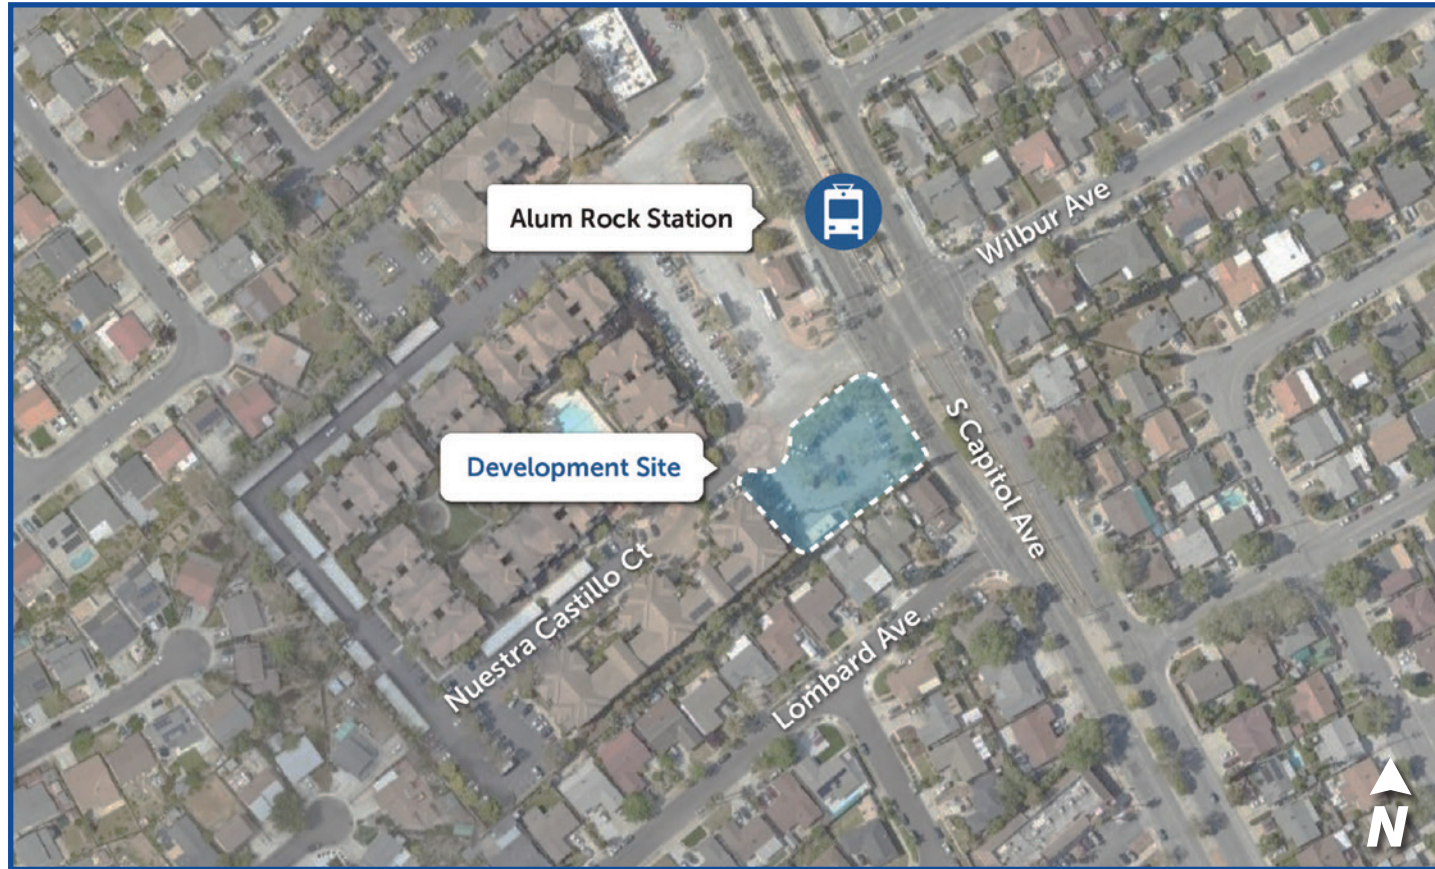 Alum Rock Station
Wilbur Ave
Development Site
S Capitol Ave
Nuestra Castillo Ct
Lombard Ave
N